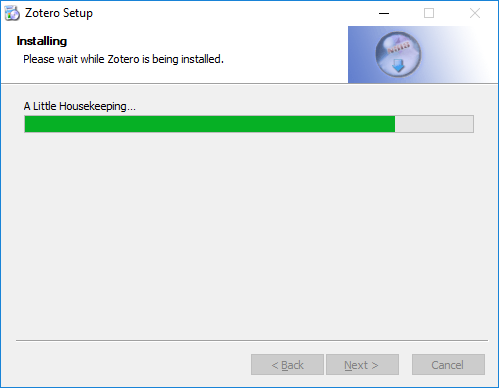 Zotero Setup
Installing
Please wait while Zotero is being installed.
A Little Housekeeping...
< Back
Next >
Cancel